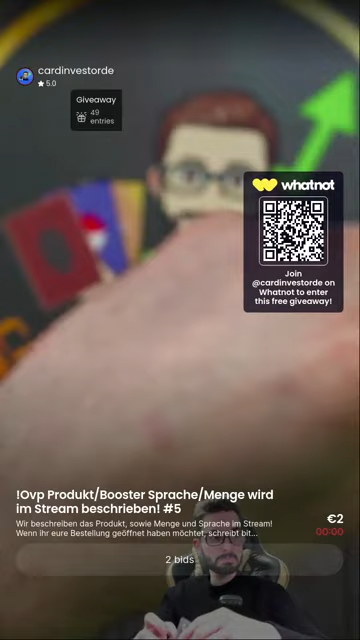 cardinvestorde
5.0
Giveaway
49
entries
whatnot
Join
@cardinvestorde on
Whatnot to enter
this free giveaway!
!Ovp Produkt/Booster Sprache/Menge wird
im Stream beschrieben! #5
€2
Wir beschreiben das Produkt, sowie Menge und Sprache im Stream!
Wenn ihr eure Bestellung geöffnet haben möchtet, schreibt bit...
00:00
2 bids